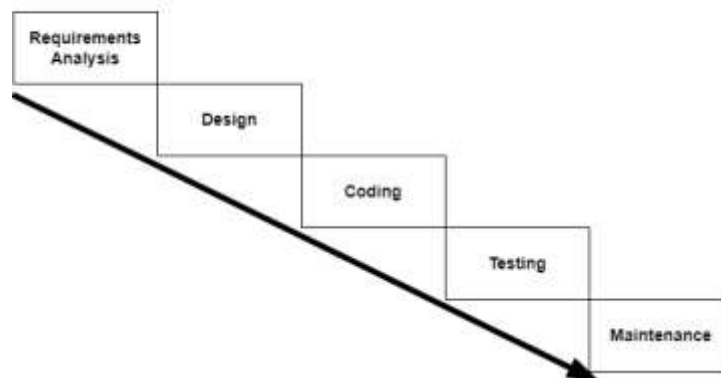 Requirements
Analysis
Design
Coding
Testing
Maintenance